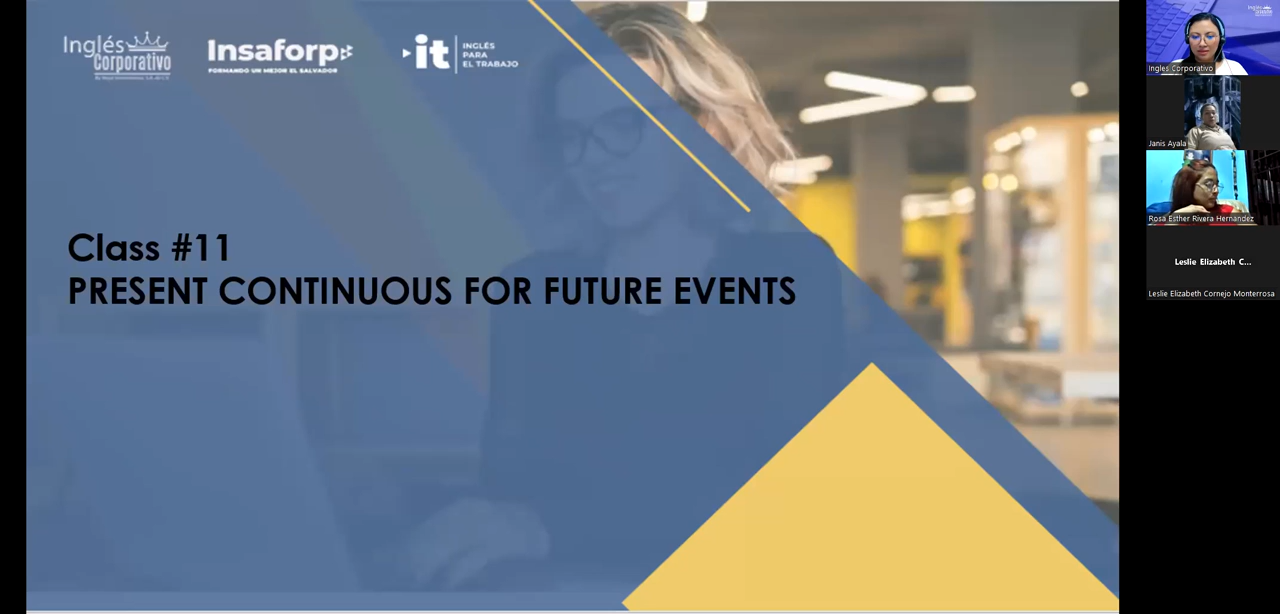 Inglés
Corporativo
Insaforp
FORMANDO UN MEJOR EL SALVADOR
it
INGLÉS
PARA
EL TRABAJO
Class #11
PRESENT CONTINUOUS FOR FUTURE EVENTS
Ingles Corporativo
Janis Ayala
Rosa Esther Rivera Hernandez
Leslie Elizabeth C...
Leslie Elizabeth Cornejo Monterrosa